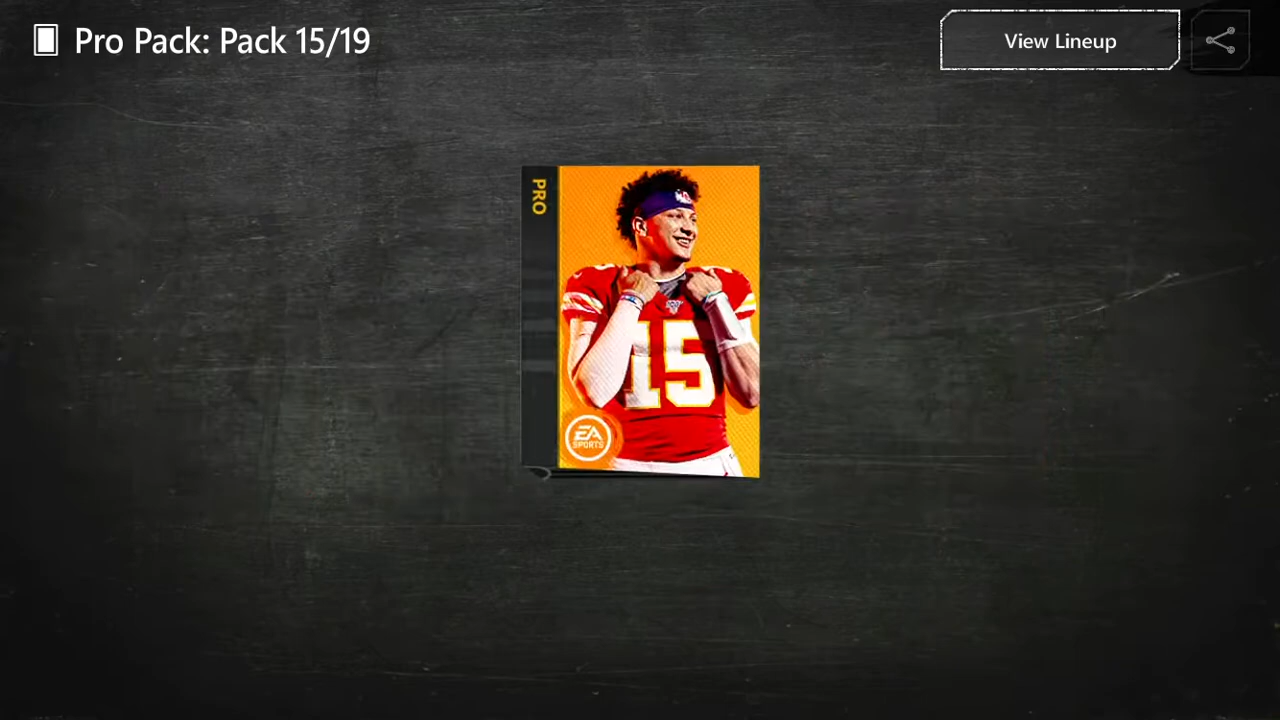 Pro Pack: Pack 15/19
View Lineup
PRO
15
EA
SPORTS